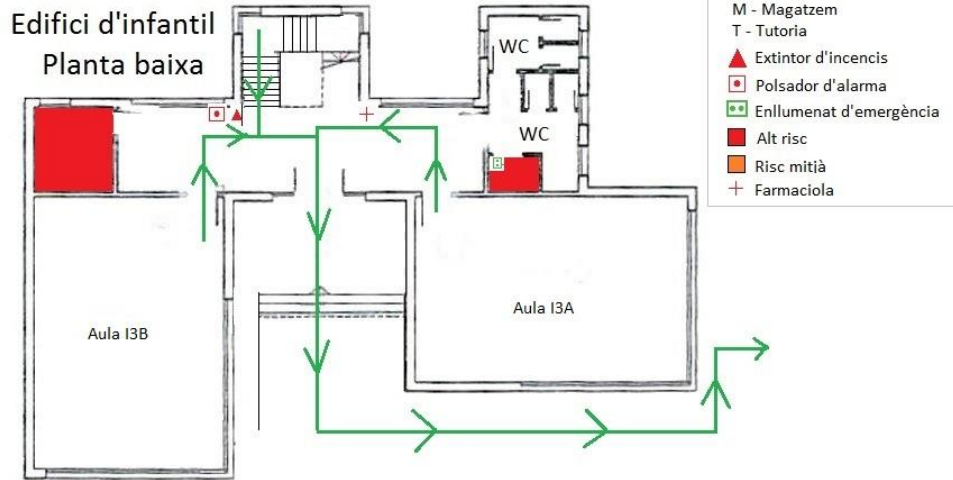 Edifici d'infantil
Planta baixa
WC
WC
Aula I3B
Aula I3A
M - Magatzem
T - Tutoria
Extintor d'incencis
Polsador d'alarma
Enllumenat d'emergència
Alt risc
Risc mitjà
Farmaciola